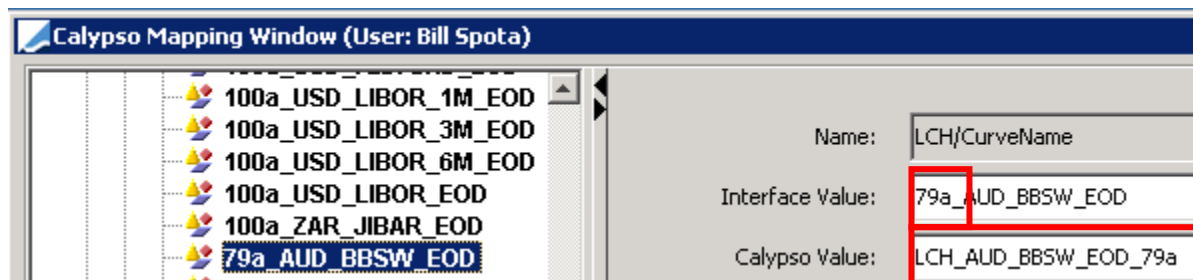 Calypso Mapping Window (User: Bill Spota)
100a_USD_LIBOR_1M_EOD
100a_USD_LIBOR_3M_EOD
100a_USD_LIBOR_6M_EOD
100a_USD_LIBOR_EOD
100a_ZAR_JIBAR_EOD
79a_AUD_BBSW_EOD
Name: LCH/CurveName
Interface Value: 79a_AUD_BBSW_EOD
Calypso Value: LCH_AUD_BBSW_EOD_79a